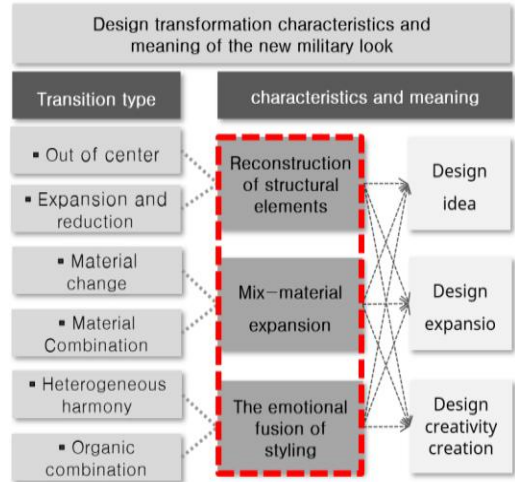 Design transformation characteristics and
meaning of the new military look
Transition type
characteristics and meaning
▪ Out of center
▪ Expansion and
reduction
▪ Material
change
▪ Material
Combination
▪ Heterogeneous
harmony
▪ Organic
combination
Reconstruction
of structural
elements
Mix-material
expansion
The emotional
fusion of
styling
Design
idea
Design
expansio
Design
creativity
creation